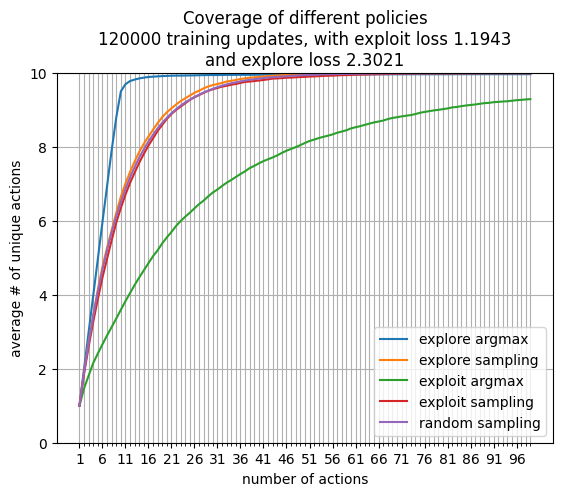 Coverage of different policies
120000 training updates, with exploit loss 1.1943
and explore loss 2.3021
10
8
6
4
2
0
average # of unique actions
explore argmax
explore sampling
exploit argmax
exploit sampling
random sampling
1 6 11 16 21 26 31 36 41 46 51 56 61 66 71 76 81 86 91 96
number of actions